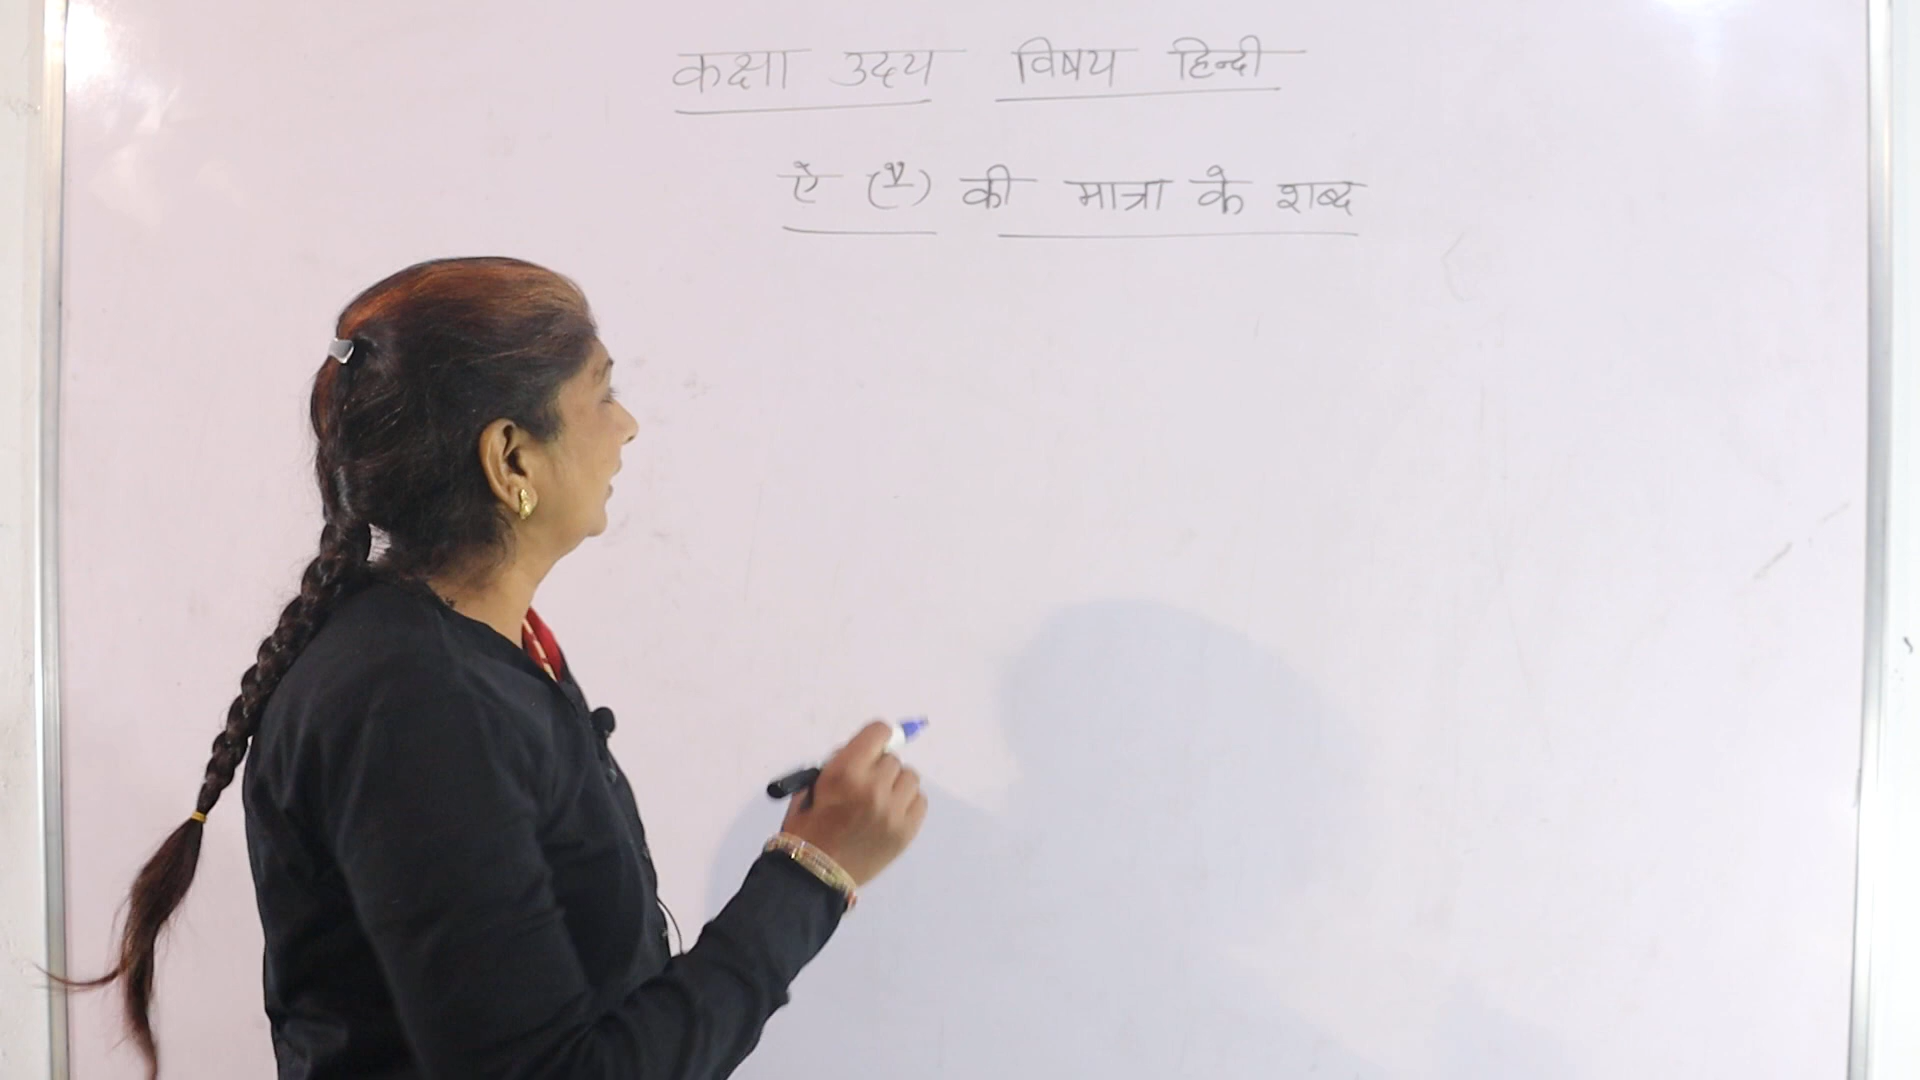 कक्षा उदय विषय हिन्दी
ऐ (ै) की मात्रा के शब्द